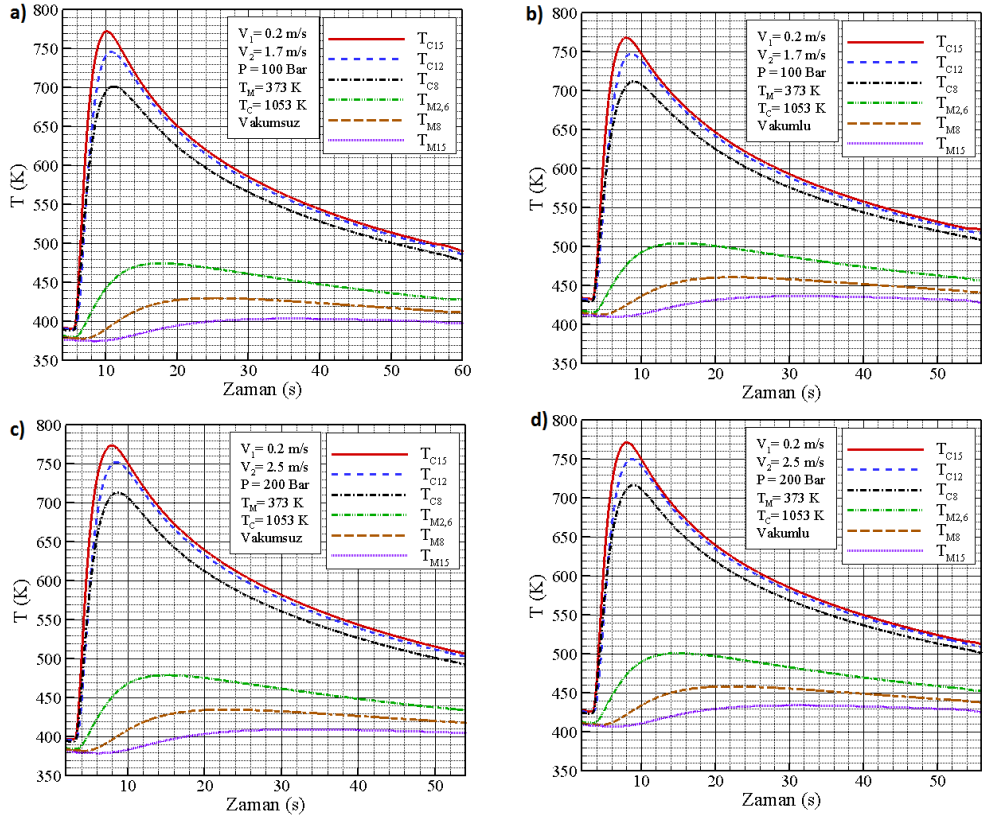 a)
800
750
700
650
600
550
500
450
400
350
T (K)
10
20
30
40
50
60
Zaman (s)
V1= 0.2 m/s
V2= 1.7 m/s
P = 100 Bar
TM= 373 K
TC= 1053 K
Vakumsuz
TC15
TC12
TC8
TM2,6
TM8
TM15
b)
800
750
700
650
600
550
500
450
400
350
T (K)
10
20
30
40
50
Zaman (s)
V1= 0.2 m/s
V2= 1.7 m/s
P = 100 Bar
TM= 373 K
TC= 1053 K
Vakumlu
TC15
TC12
TC8
TM2,6
TM8
TM15
c)
800
750
700
650
600
550
500
450
400
350
T (K)
10
20
30
40
50
Zaman (s)
V1= 0.2 m/s
V2= 2.5 m/s
P = 200 Bar
TM= 373 K
TC= 1053 K
Vakumsuz
TC15
TC12
TC8
TM2,6
TM8
TM15
d)
800
750
700
650
600
550
500
450
400
350
T (K)
10
20
30
40
50
Zaman (s)
V1= 0.2 m/s
V2= 2.5 m/s
P = 200 Bar
TM= 373 K
TC= 1053 K
Vakumlu
TC15
TC12
TC8
TM2,6
TM8
TM15